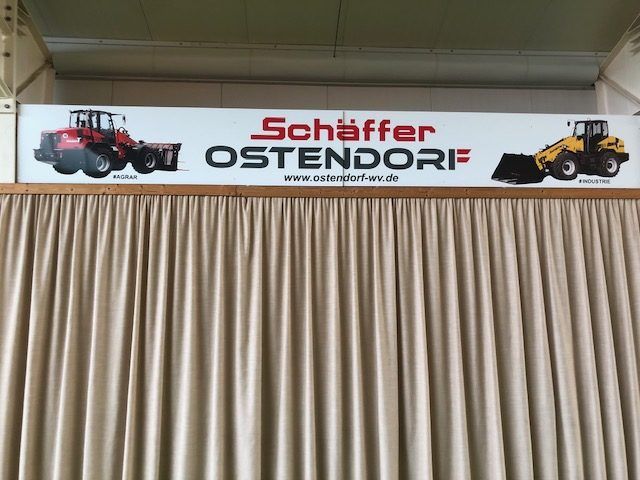 Schäffer
OSTENDORF
www.ostendorf-wv.de
#AGRAR
#INDUSTRIE